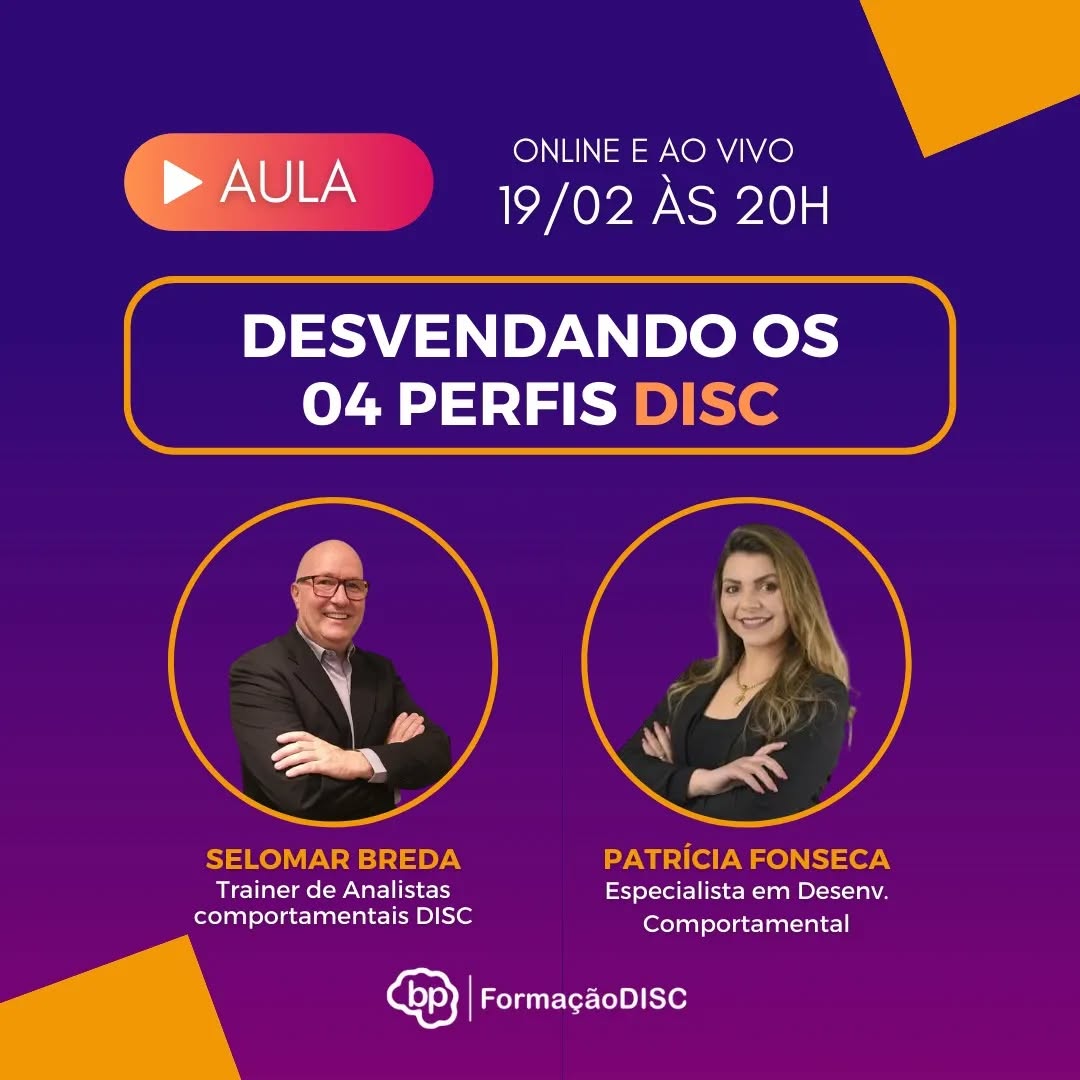 AULA
ONLINE E AO VIVO
19/02 ÀS 20H
DESVENDANDO OS
04 PERFIS DISC
SELOMAR BREDA
Trainer de Analistas
comportamentais DISC
PATRÍCIA FONSECA
Especialista em Desenv.
Comportamental
bp FormaçãoDISC